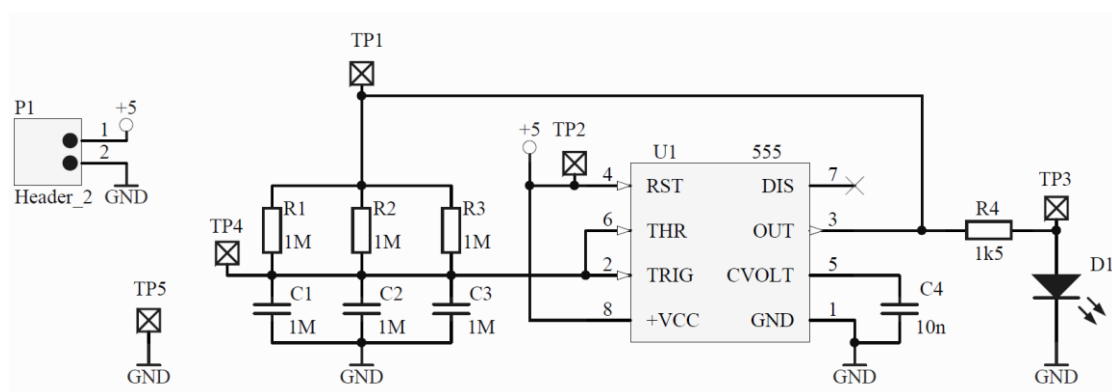 TP1
P1
+5
1
2
Header_2
GND
+5
TP2
U1
555
4
RST
DIS
7
TP3
R1
R2
R3
TP4
1M
1M
1M
6
THR
OUT
3
R4
1k5
2
TRIG
CVOLT
5
D1
TP5
C1
C2
C3
1M
1M
1M
C4
10n
8
+VCC
GND
1
GND
GND
GND
GND